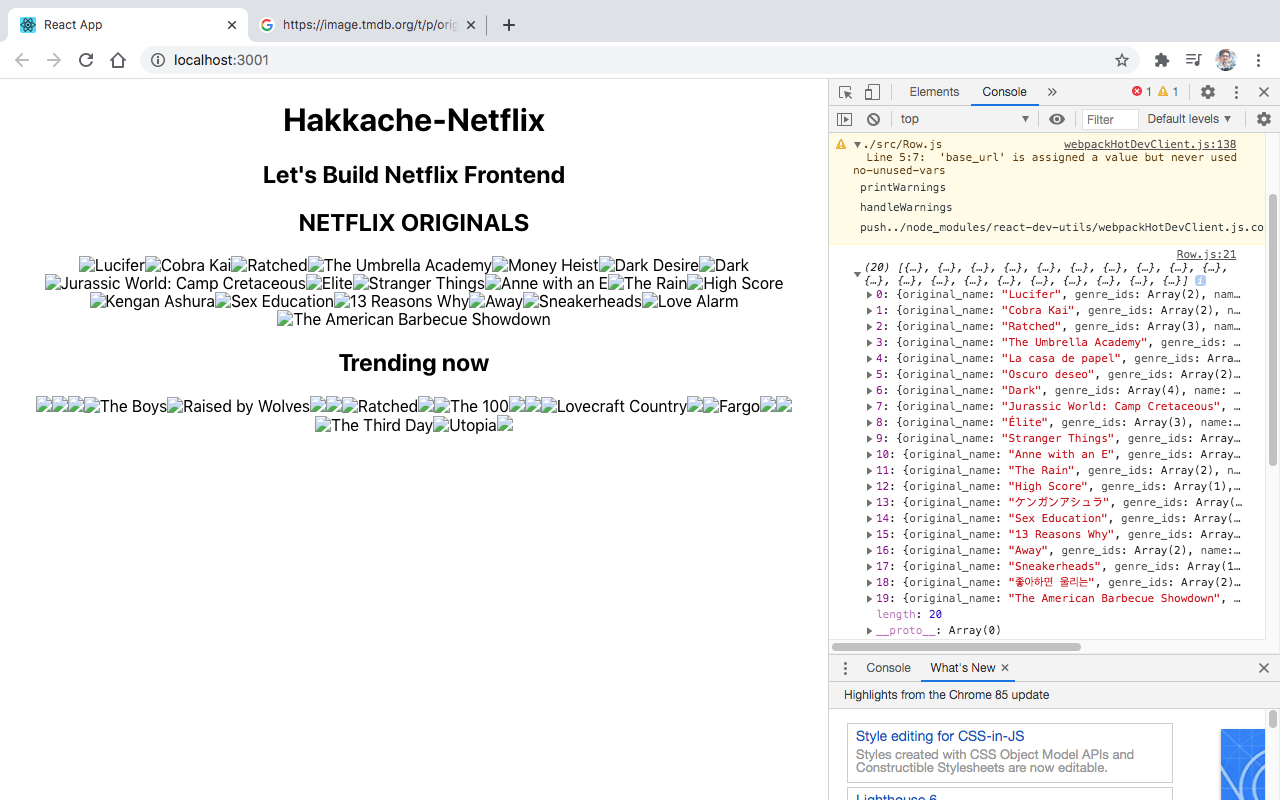 React App
https://image.tmdb.org/t/p/orig
localhost:3001
Hakkache-Netflix
Let's Build Netflix Frontend
NETFLIX ORIGINALS
Lucifer Cobra Kai Ratched The Umbrella Academy Money Heist Dark Desire Dark
Jurassic World: Camp Cretaceous Elite Stranger Things Anne with an E The Rain High Score
Kengan Ashura Sex Education 13 Reasons Why Away Sneakerheads Love Alarm
The American Barbecue Showdown
Trending now
The Boys Raised by Wolves Ratched The 100 Lovecraft Country Fargo
The Third Day Utopia
Elements Console » 1 1
top Filter Default levels ▼
▼./src/Row.js webpackHotDevClient.js:138
Line 5:7: 'base_url' is assigned a value but never used
no-unused-vars
printWarnings
handleWarnings
push../node_modules/react-dev-utils/webpackHotDevClient.js.co
Row.js:21
(20) [{…}, {…}, {…}, {…}, {…}, {…}, {…}, {…}, {…}, {…},
{…}, {…}, {…}, {…}, {…}, {…}, {…}, {…}, {…}, {…}] i
0: {original_name: "Lucifer", genre_ids: Array(2), nam…
1: {original_name: "Cobra Kai", genre_ids: Array(2), n…
2: {original_name: "Ratched", genre_ids: Array(3), nam…
3: {original_name: "The Umbrella Academy", genre_ids: …
4: {original_name: "La casa de papel", genre_ids: Arra…
5: {original_name: "Oscuro deseo", genre_ids: Array(2)…
6: {original_name: "Dark", genre_ids: Array(4), name: …
7: {original_name: "Jurassic World: Camp Cretaceous", …
8: {original_name: "Élite", genre_ids: Array(3), name:…
9: {original_name: "Stranger Things", genre_ids: Array…
10: {original_name: "Anne with an E", genre_ids: Array…
11: {original_name: "The Rain", genre_ids: Array(2), n…
12: {original_name: "High Score", genre_ids: Array(1),…
13: {original_name: "ケンガンアシュラ", genre_ids: Array(…
14: {original_name: "Sex Education", genre_ids: Array(…
15: {original_name: "13 Reasons Why", genre_ids: Array…
16: {original_name: "Away", genre_ids: Array(2), name:…
17: {original_name: "Sneakerheads", genre_ids: Array(1…
18: {original_name: "좋아하면 울리는", genre_ids: Array(2)…
19: {original_name: "The American Barbecue Showdown", …
length: 20
__proto__: Array(0)
Console What's New
Highlights from the Chrome 85 update
Style editing for CSS-in-JS
Styles created with CSS Object Model APIs and
Constructible Stylesheets are now editable.
Lighthouse 6